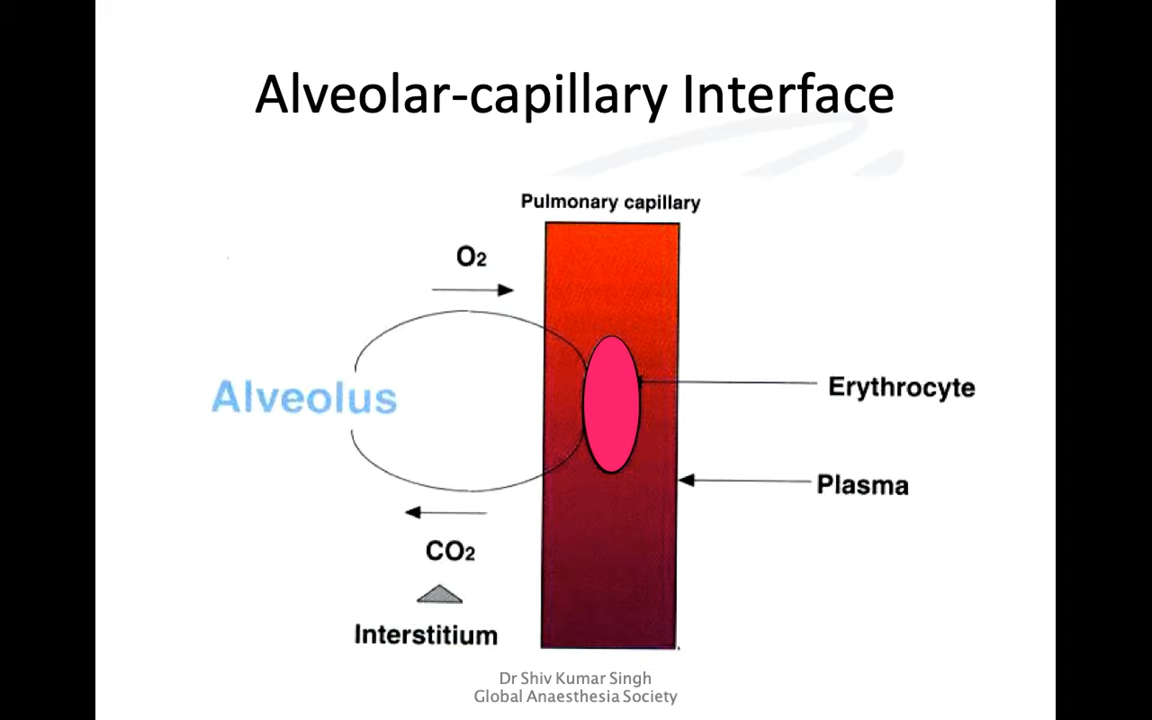 Alveolar-capillary Interface
Pulmonary capillary
O2
Alveolus
Erythrocyte
Plasma
CO2
Interstitium
Dr Shiv Kumar Singh
Global Anaesthesia Society